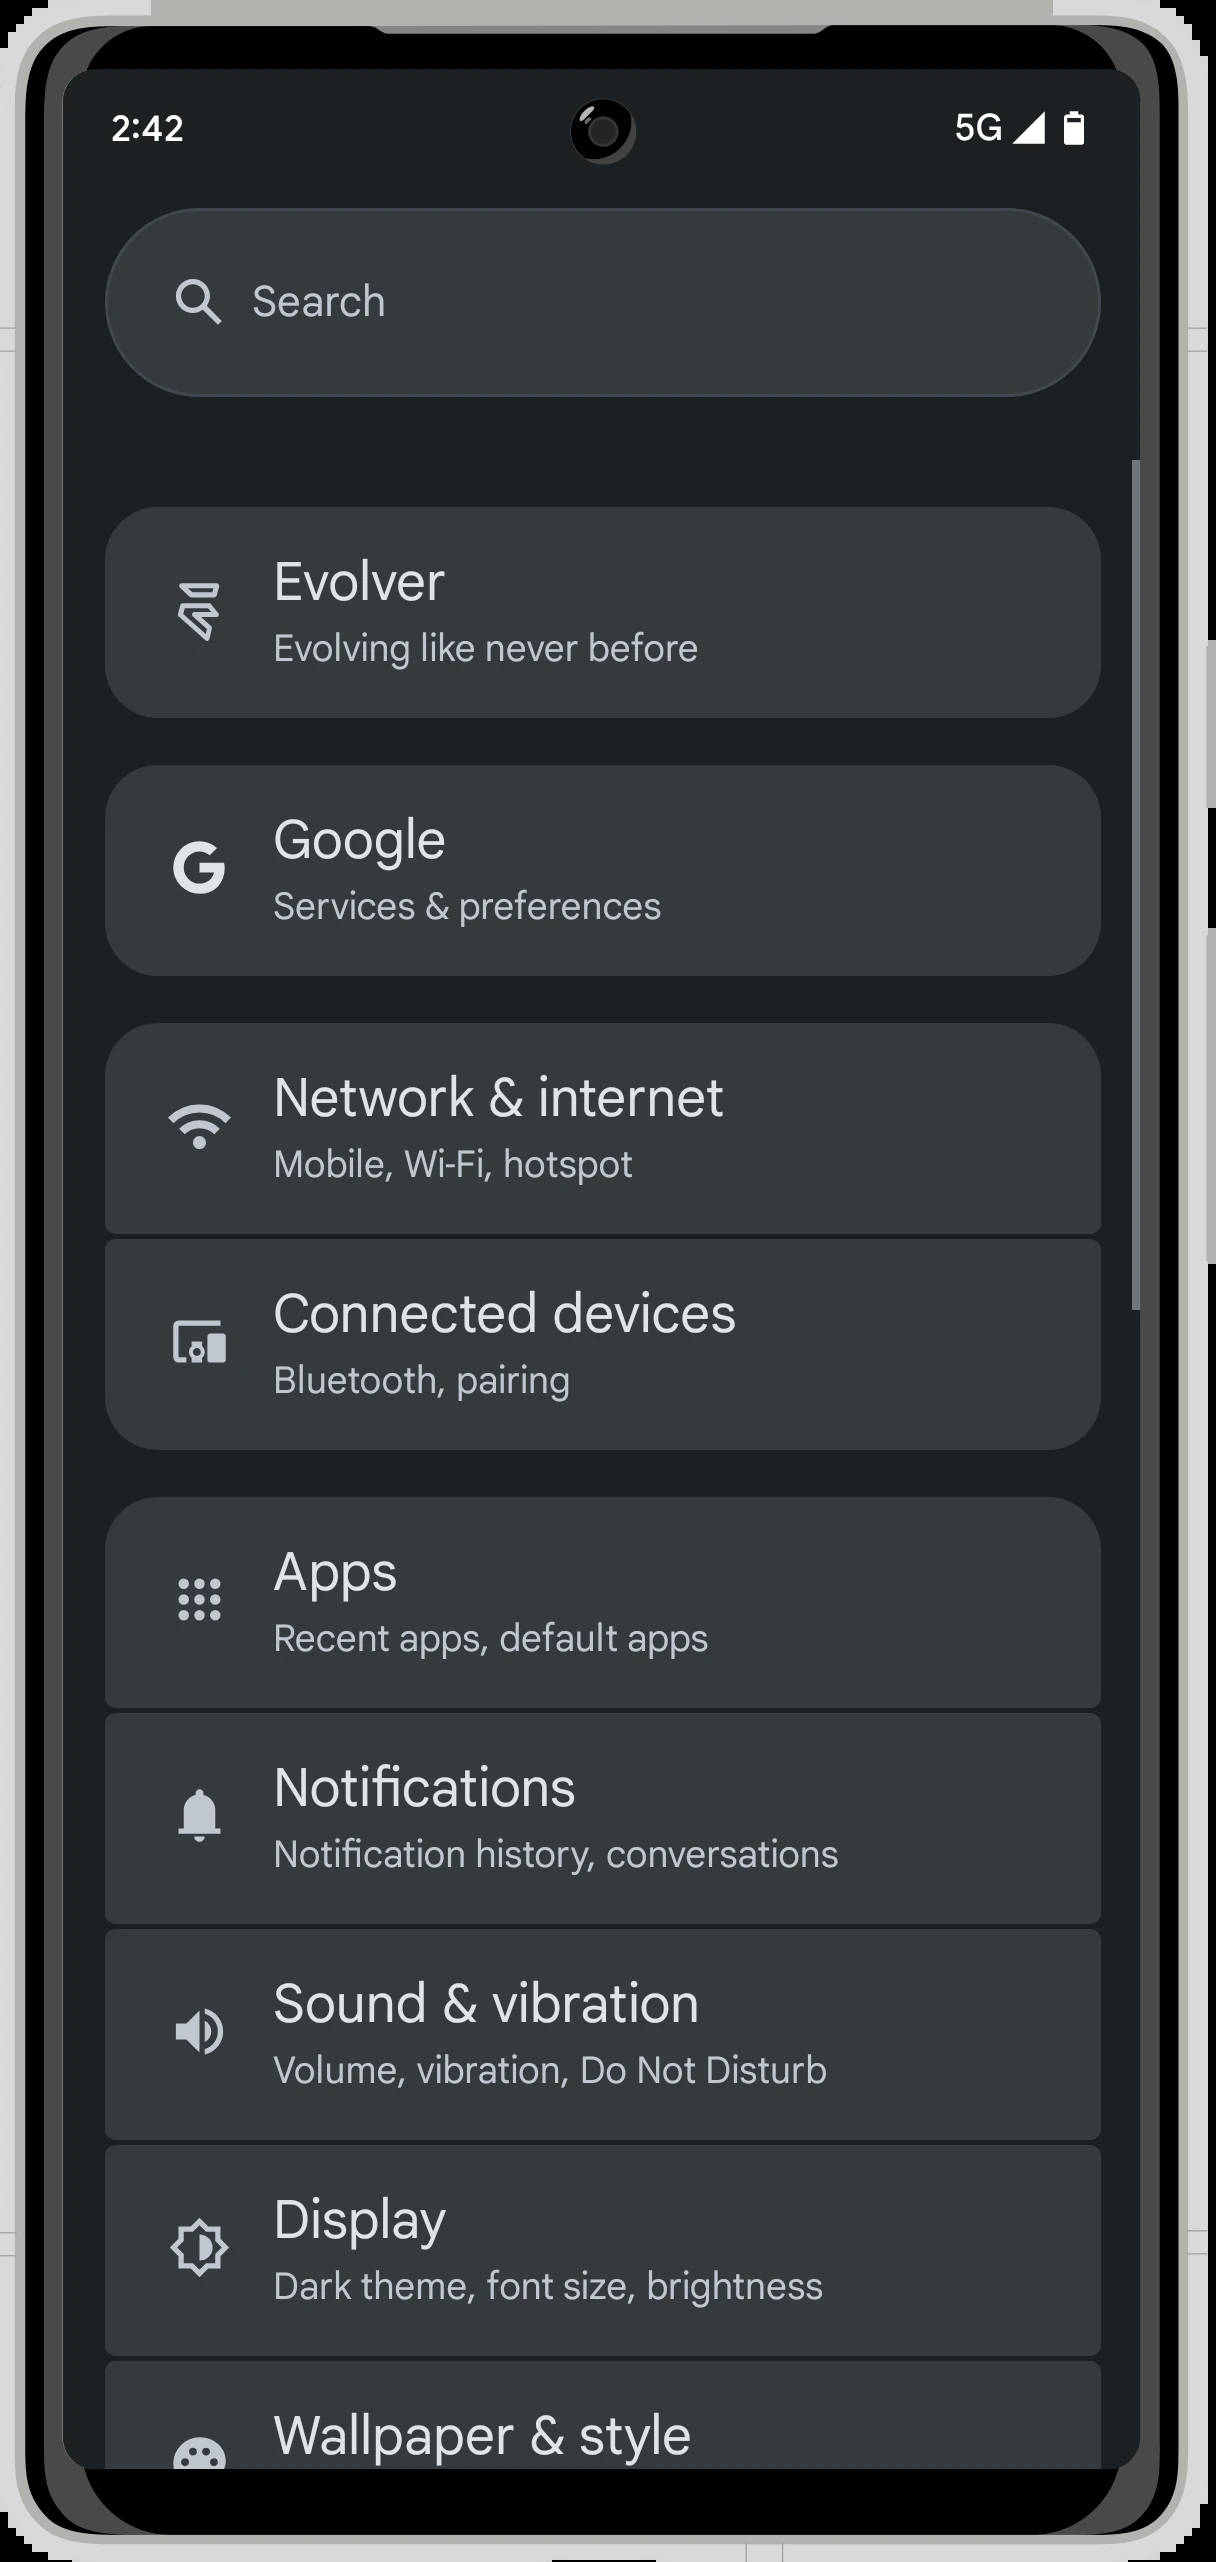 2:42
5G
Search
Evolver
Evolving like never before
Google
Services & preferences
Network & internet
Mobile, Wi-Fi, hotspot
Connected devices
Bluetooth, pairing
Apps
Recent apps, default apps
Notifications
Notification history, conversations
Sound & vibration
Volume, vibration, Do Not Disturb
Display
Dark theme, font size, brightness
Wallpaper & style